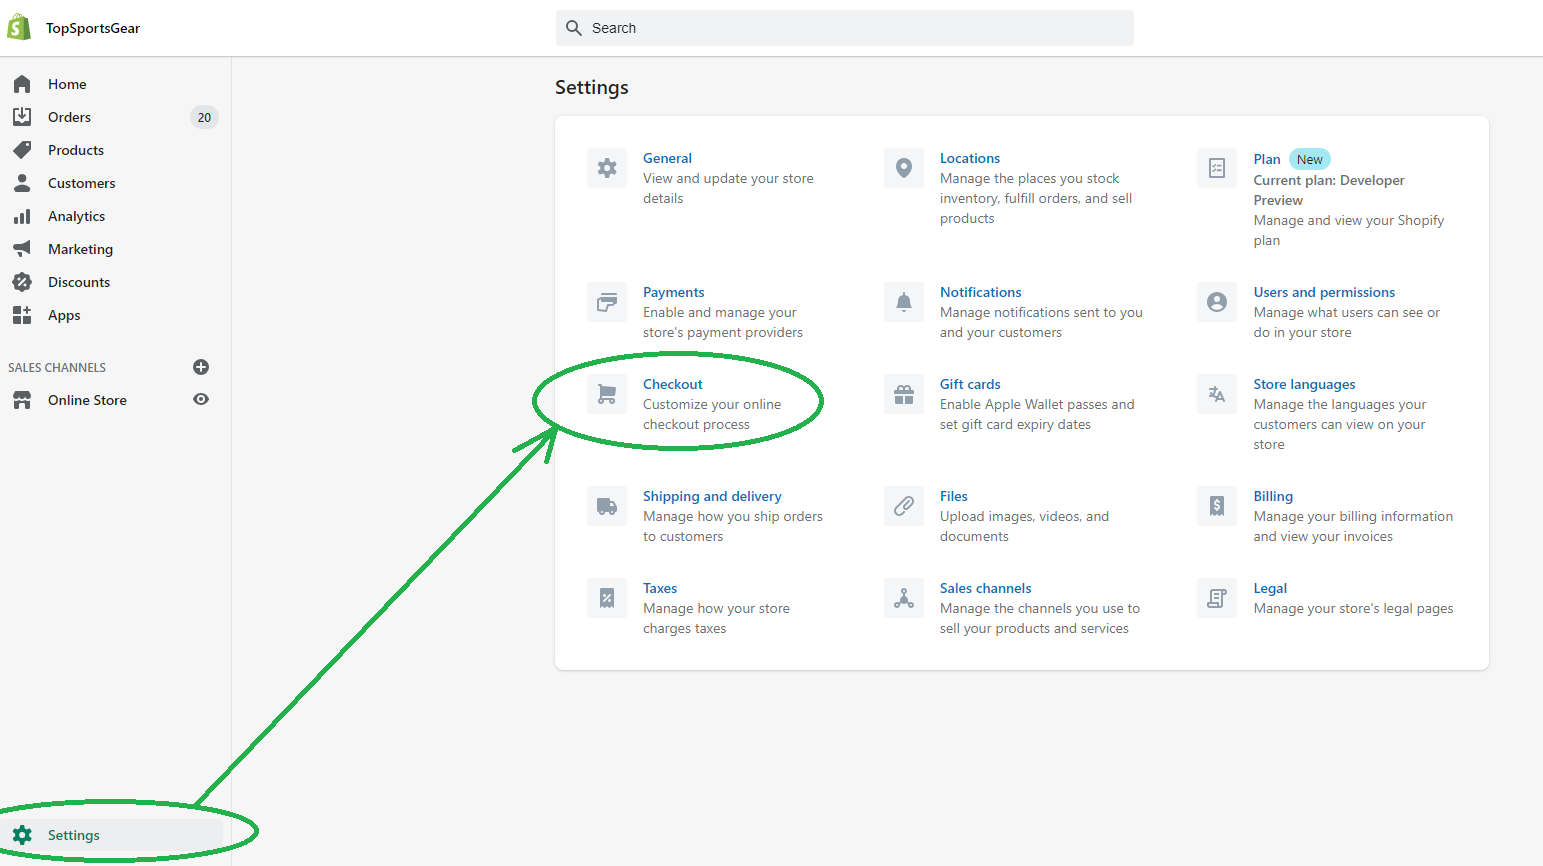 TopSportsGear
Search
Home
Orders 20
Products
Customers
Analytics
Marketing
Discounts
Apps
SALES CHANNELS
Online Store
Settings
Settings
General
View and update your store
details
Locations
Manage the places you stock
inventory, fulfill orders, and sell
products
Plan New
Current plan: Developer
Preview
Manage and view your Shopify
plan
Payments
Enable and manage your
store's payment providers
Notifications
Manage notifications sent to you
and your customers
Users and permissions
Manage what users can see or
do in your store
Checkout
Customize your online
checkout process
Gift cards
Enable Apple Wallet passes and
set gift card expiry dates
Store languages
Manage the languages your
customers can view on your
store
Shipping and delivery
Manage how you ship orders
to customers
Files
Upload images, videos, and
documents
Billing
Manage your billing information
and view your invoices
Taxes
Manage how your store
charges taxes
Sales channels
Manage the channels you use to
sell your products and services
Legal
Manage your store's legal pages